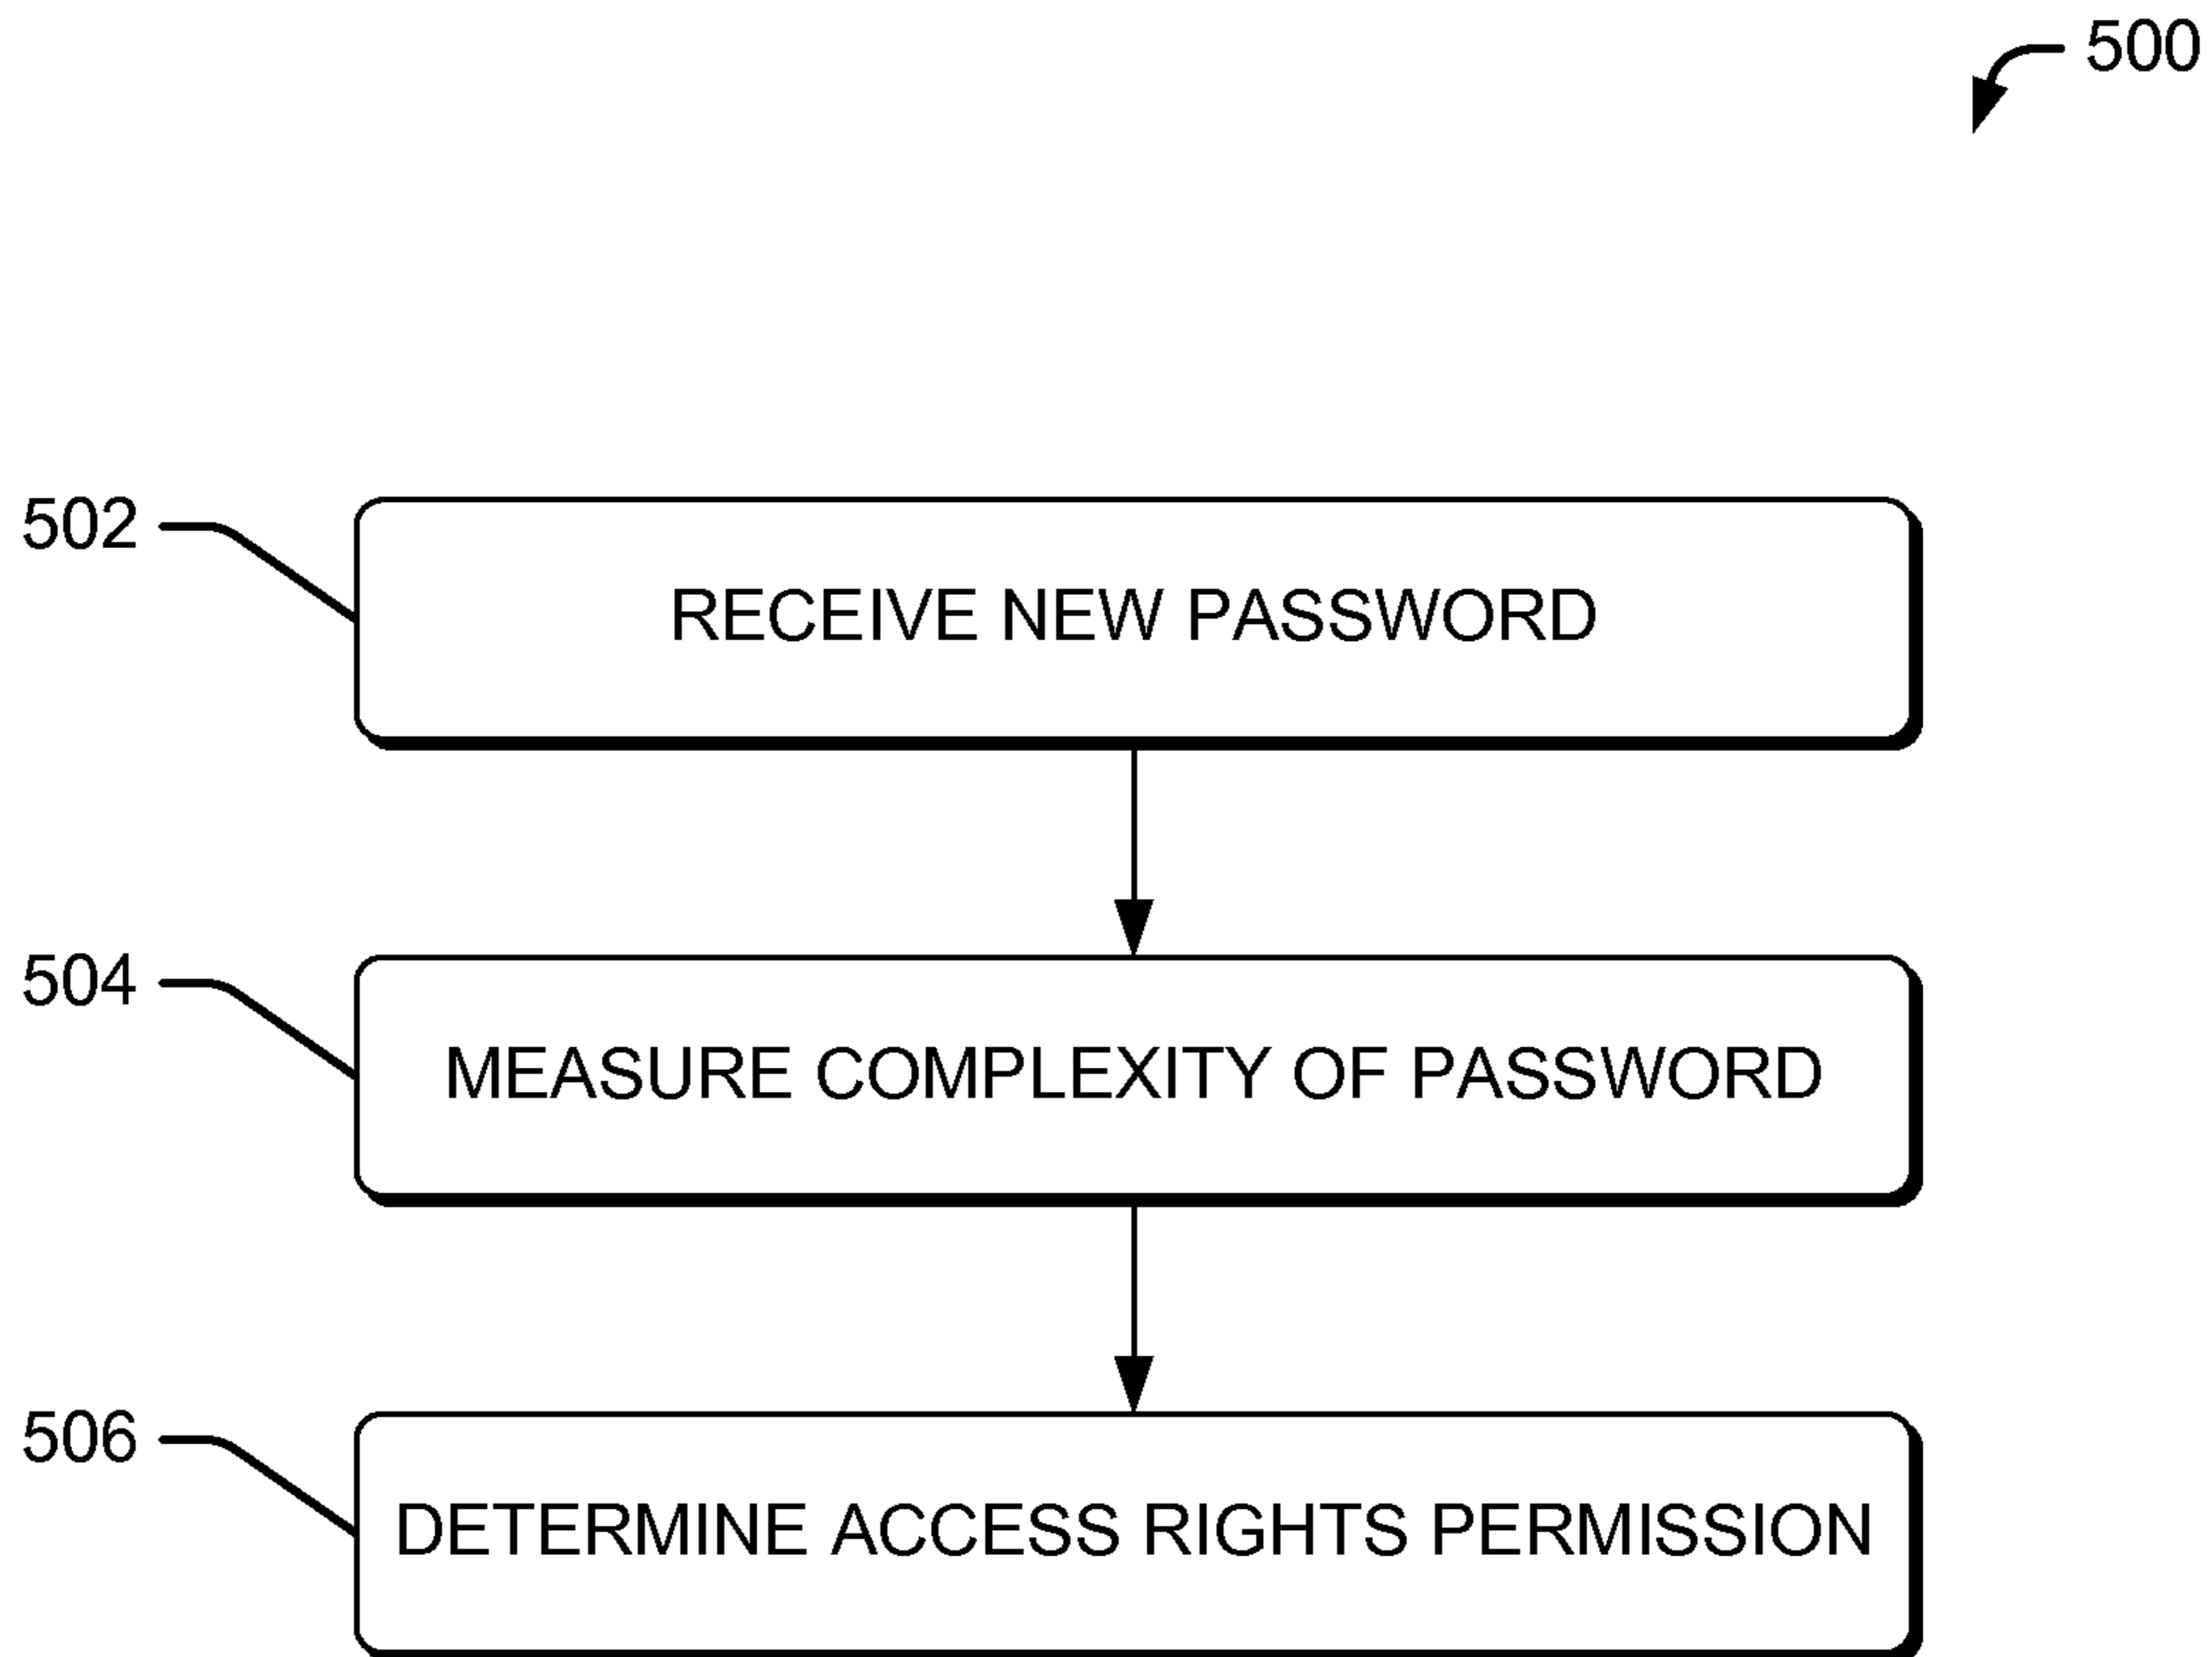 500
502
RECEIVE NEW PASSWORD
504
MEASURE COMPLEXITY OF PASSWORD
506
DETERMINE ACCESS RIGHTS PERMISSION